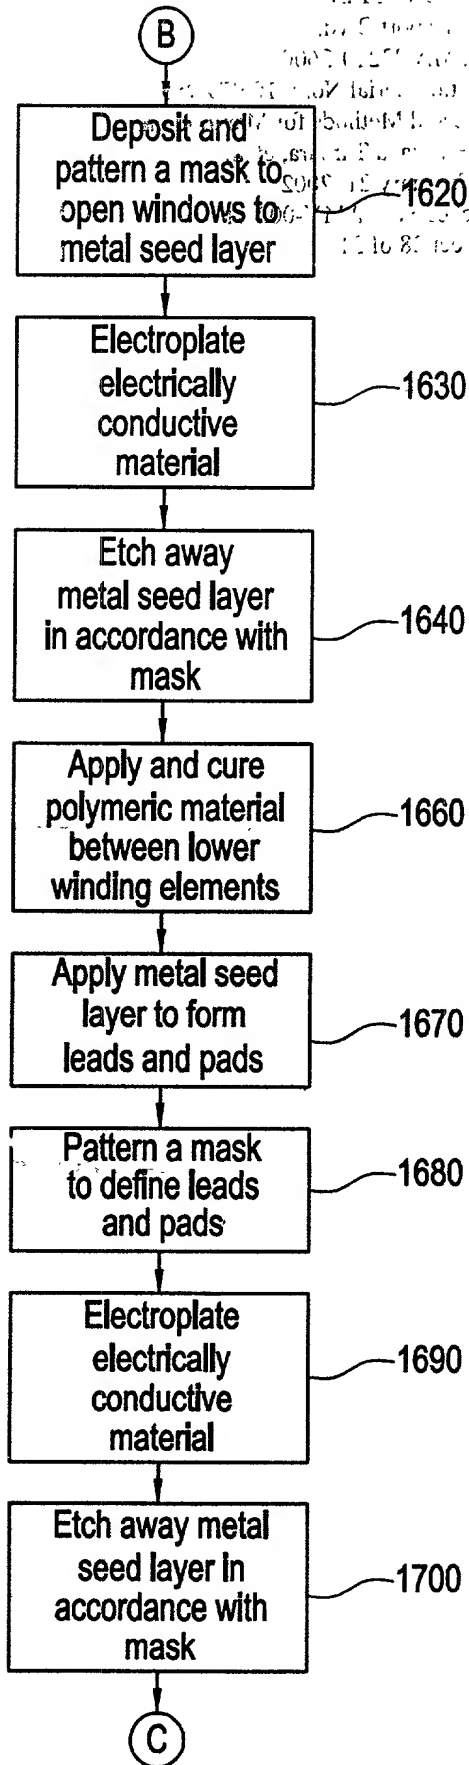 B
Deposit and
pattern a mask to
open windows to
metal seed layer
1620
Electroplate
electrically
conductive
material
1630
Etch away
metal seed layer
in accordance with
mask
1640
Apply and cure
polymeric material
between lower
winding elements
1660
Apply metal seed
layer to form
leads and pads
1670
Pattern a mask
to define leads
and pads
1680
Electroplate
electrically
conductive
material
1690
Etch away metal
seed layer in
accordance with
mask
1700
C